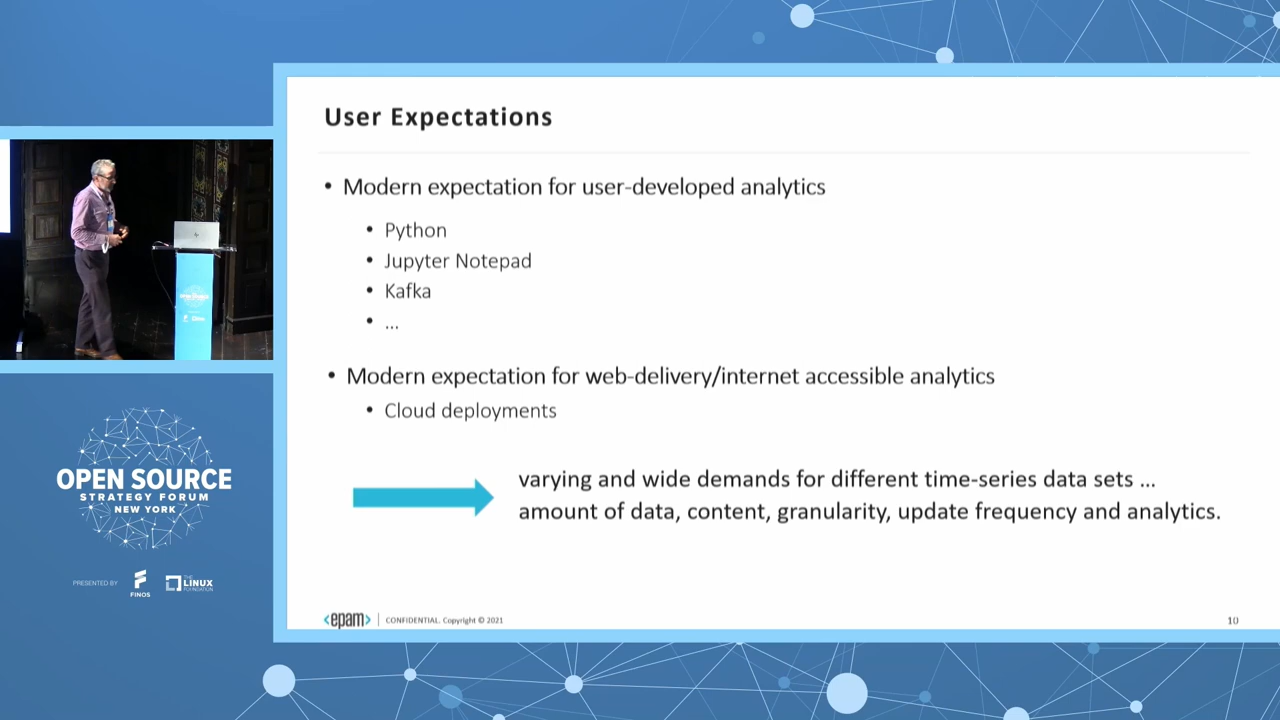 User Expectations
• Modern expectation for user-developed analytics
• Python
• Jupyter Notepad
• Kafka
• ...
• Modern expectation for web-delivery/internet accessible analytics
• Cloud deployments
varying and wide demands for different time-series data sets ...
amount of data, content, granularity, update frequency and analytics.
<epam> | CONFIDENTIAL. Copyright © 2021
10
OPEN SOURCE
STRATEGY FORUM
NEW YORK
PRESENTED BY
FINOS
THE
LINUX
FOUNDATION